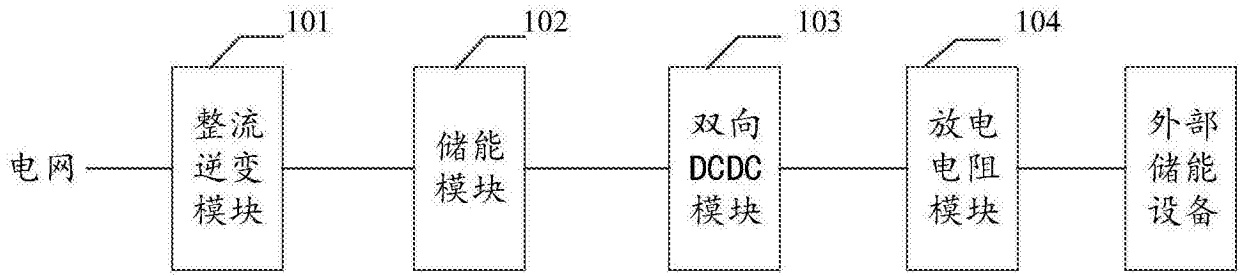 101
102
103
104
电网
整流
逆变
模块
储能
模块
双向
DCDC
模块
放电
电阻
模块
外部
储能
设备